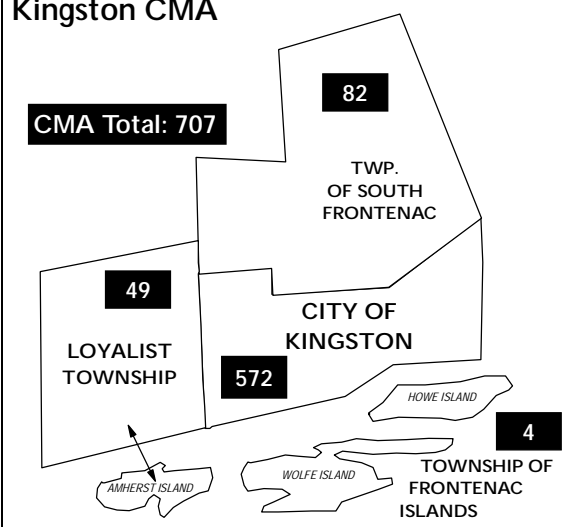 Kingston CMA
82
CMA Total: 707
TWP.
OF SOUTH
FRONTENAC
49
CITY OF
KINGSTON
LOYALIST
TOWNSHIP
572
HOWE ISLAND
4
TOWNSHIP OF
FRONTENAC
ISLANDS
WOLFE ISLAND
AMHERST ISLAND